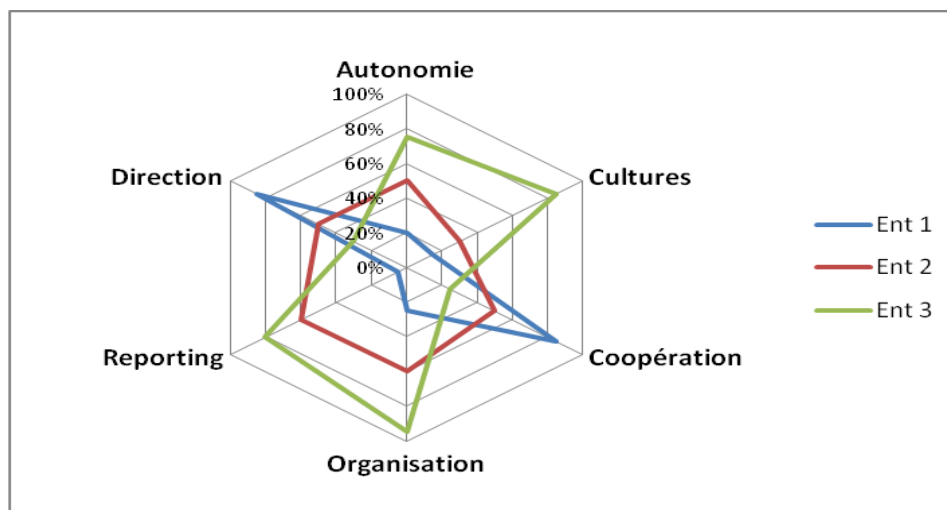 Autonomie
100%
80%
60%
40%
20%
0%
Direction
Cultures
Reporting
Coopération
Organisation
Ent 1
Ent 2
Ent 3